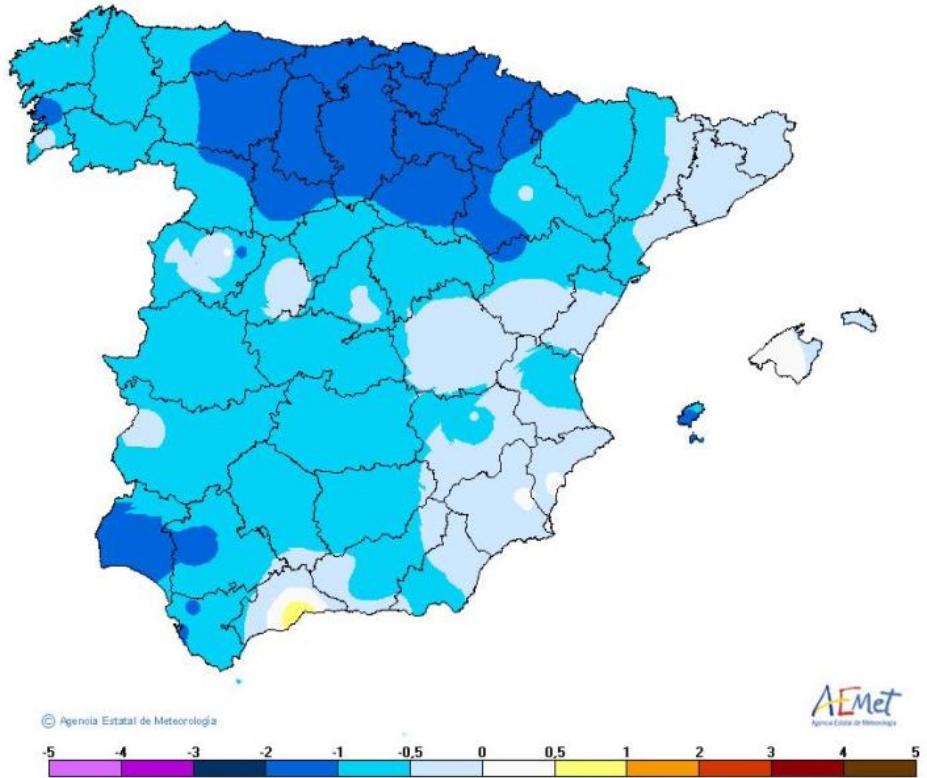 © Agencia Estatal de Meteorología
AEMet
Agencia Estatal de Meteorología
-5 -4 -3 -2 -1 -0,5 0 0,5 1 2 3 4 5